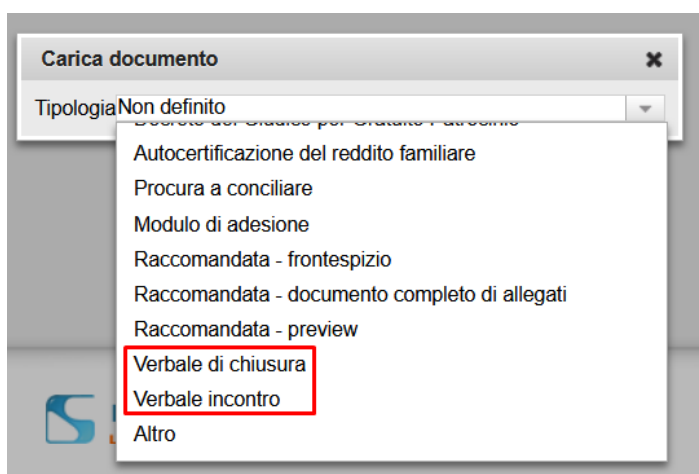 Carica documento
Tipologia Non definito
Autocertificazione del reddito familiare
Procura a conciliare
Modulo di adesione
Raccomandata - frontespizio
Raccomandata - documento completo di allegati
Raccomandata - preview
Verbale di chiusura
Verbale incontro
Altro